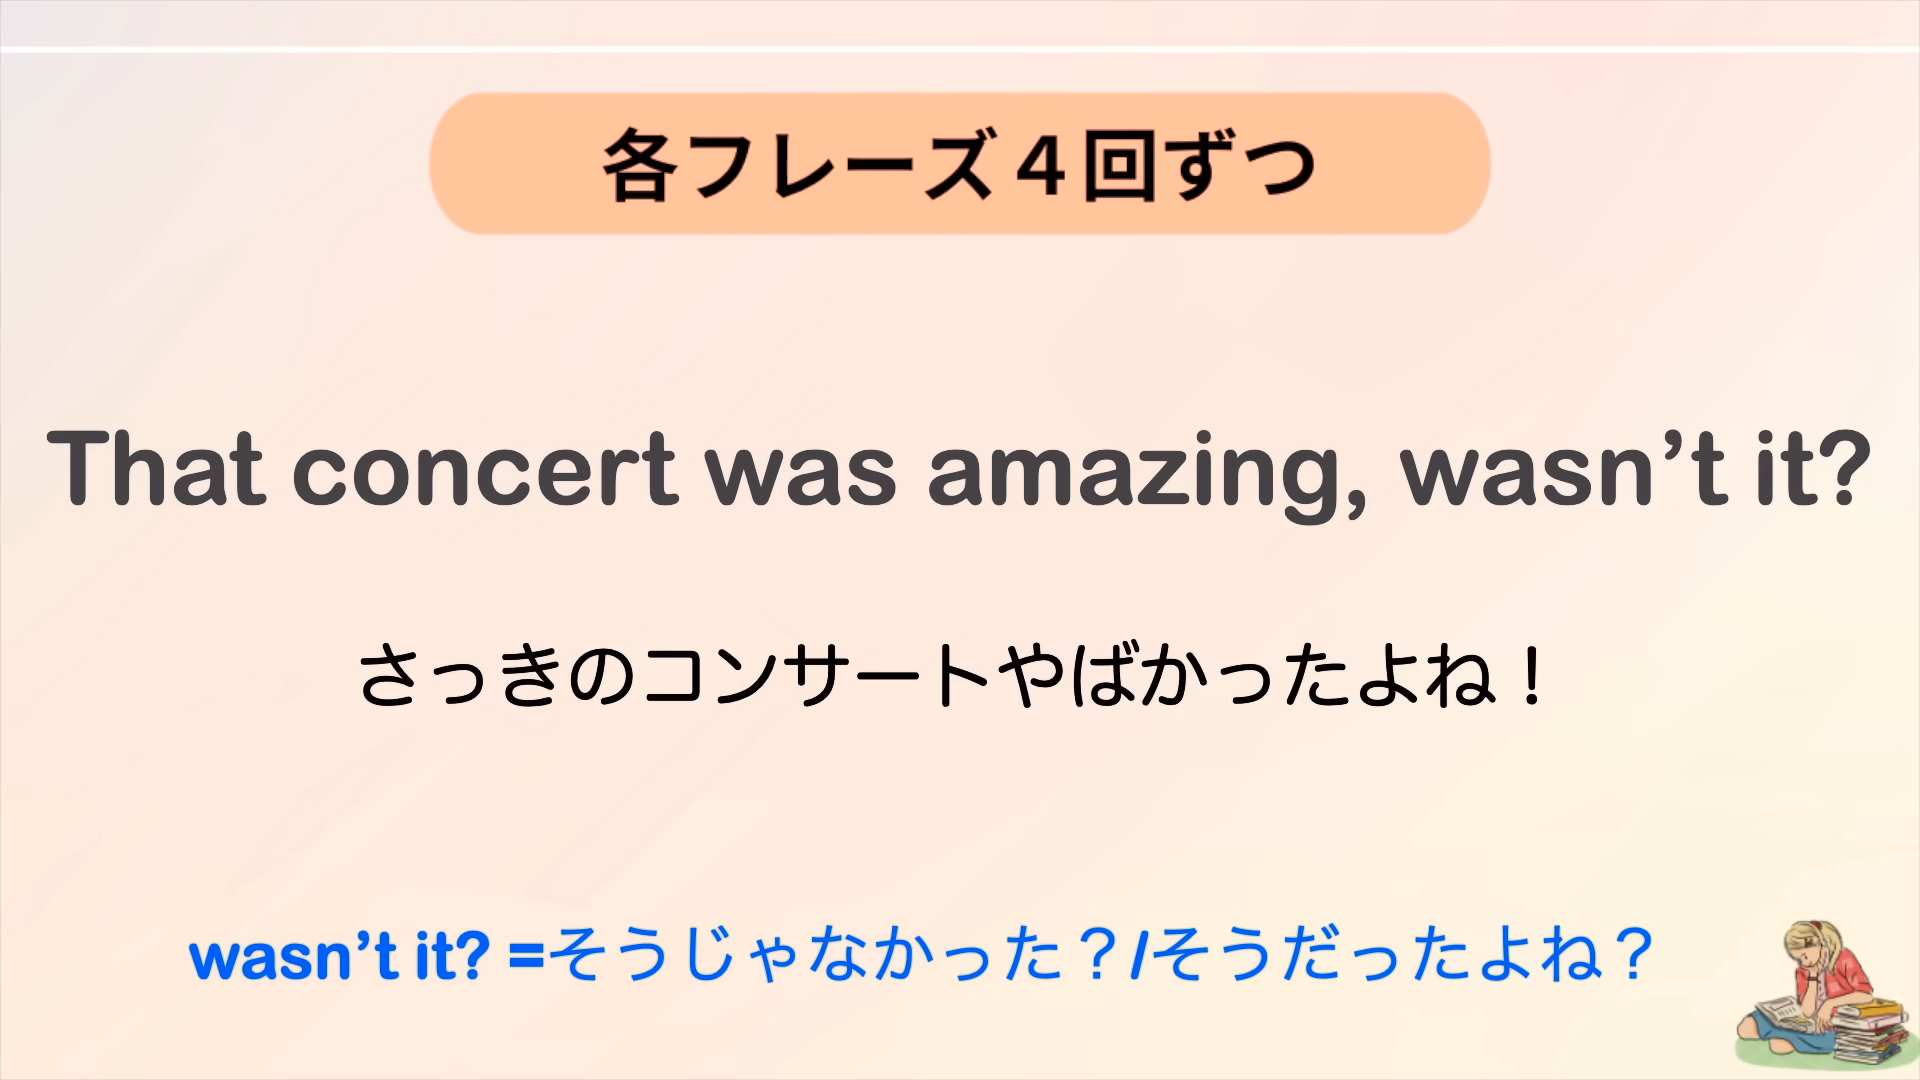 各フレーズ４回ずつ
That concert was amazing, wasn’t it?
さっきのコンサートやばかったよね！
wasn’t it? =そうじゃなかった？/そうだったよね？